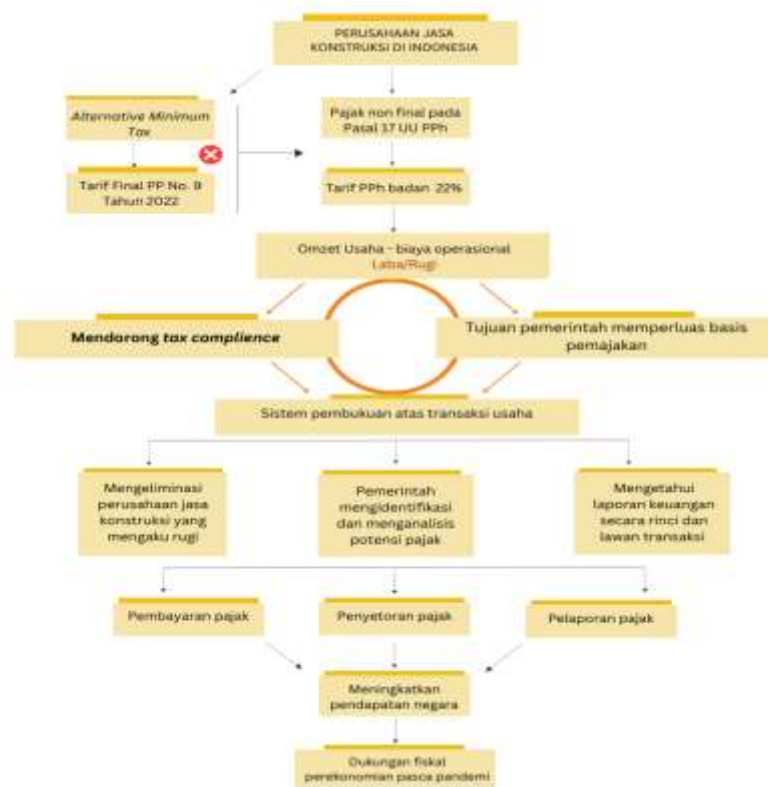 PERUSAHAAN JASA
KONSTRUKSI DI INDONESIA
Alternative Minimum
Tax
Pajak non final pada
Pasal 17 UU PPh
Tarif Final PP No. 9
Tahun 2022
Tarif PPh badan 22%
Omzet Usaha - biaya operasional
Laba/Rugi
Mendorong tax complience
Tujuan pemerintah memperluas basis
pemajakan
Sistem pembukuan atas transaksi usaha
Mengeliminasi
perusahaan jasa
konstruksi yang
mengaku rugi
Pemerintah
mengidentifikasi
dan menganalisis
potensi pajak
Mengetahui
laporan keuangan
secara rinci dan
lawan transaksi
Pembayaran pajak
Penyetoran pajak
Pelaporan pajak
Meningkatkan
pendapatan negara
Dukungan fiskal
perekonomian pasca pandemi